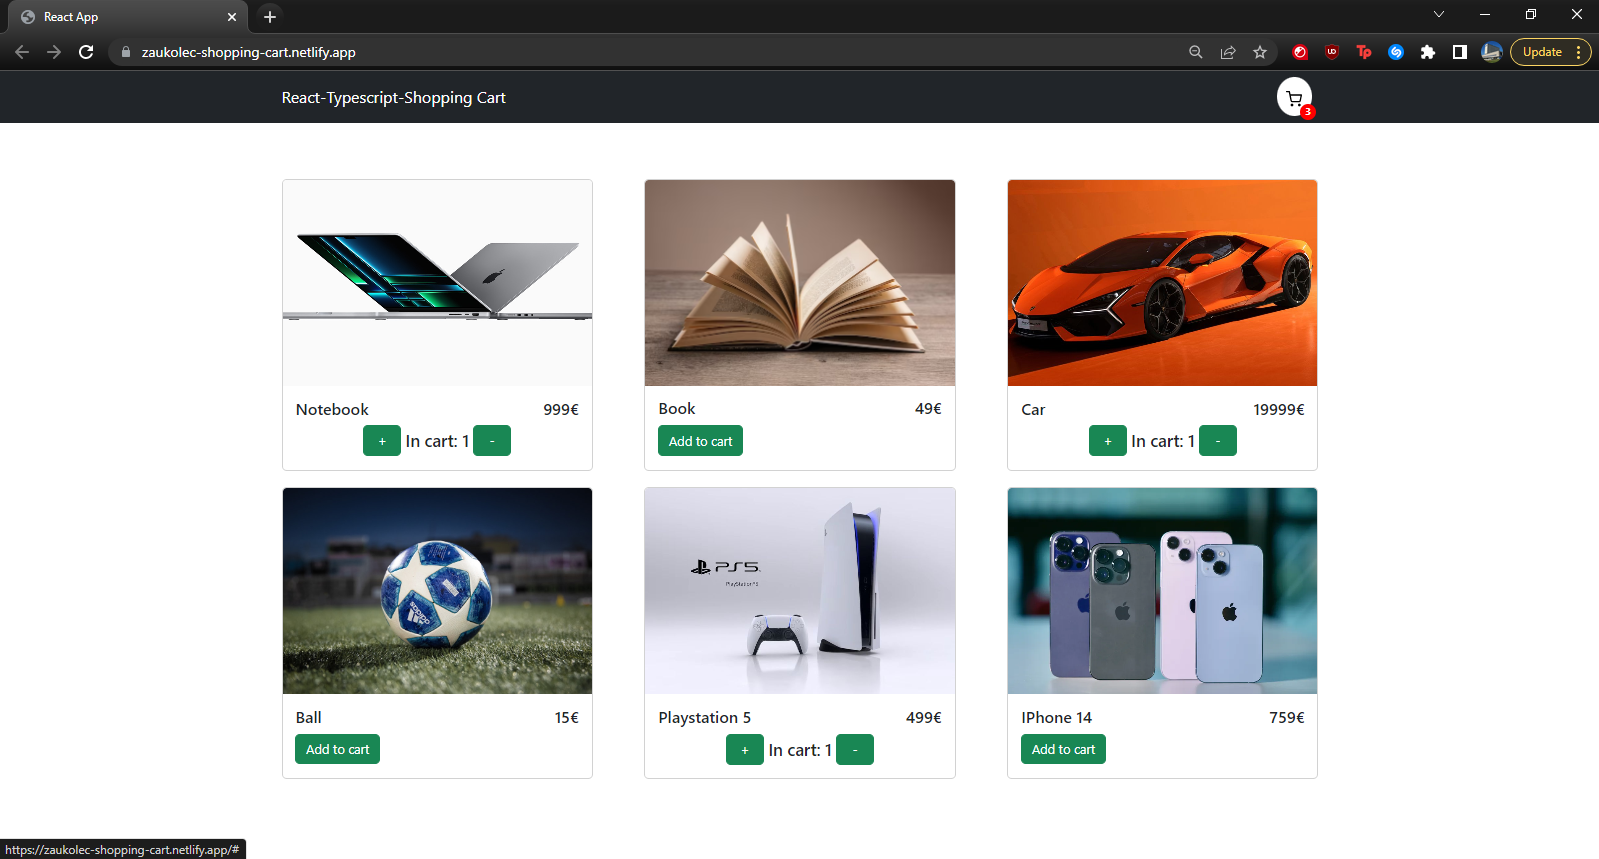 React App
zaukolec-shopping-cart.netlify.app
Update
React-Typescript-Shopping Cart
3
Notebook 999€
+ In cart: 1 -
Book 49€
Add to cart
Car 19999€
+ In cart: 1 -
Ball 15€
Add to cart
PS5
PlayStation 5
Playstation 5 499€
+ In cart: 1 -
IPhone 14 759€
Add to cart
https://zaukolec-shopping-cart.netlify.app/#